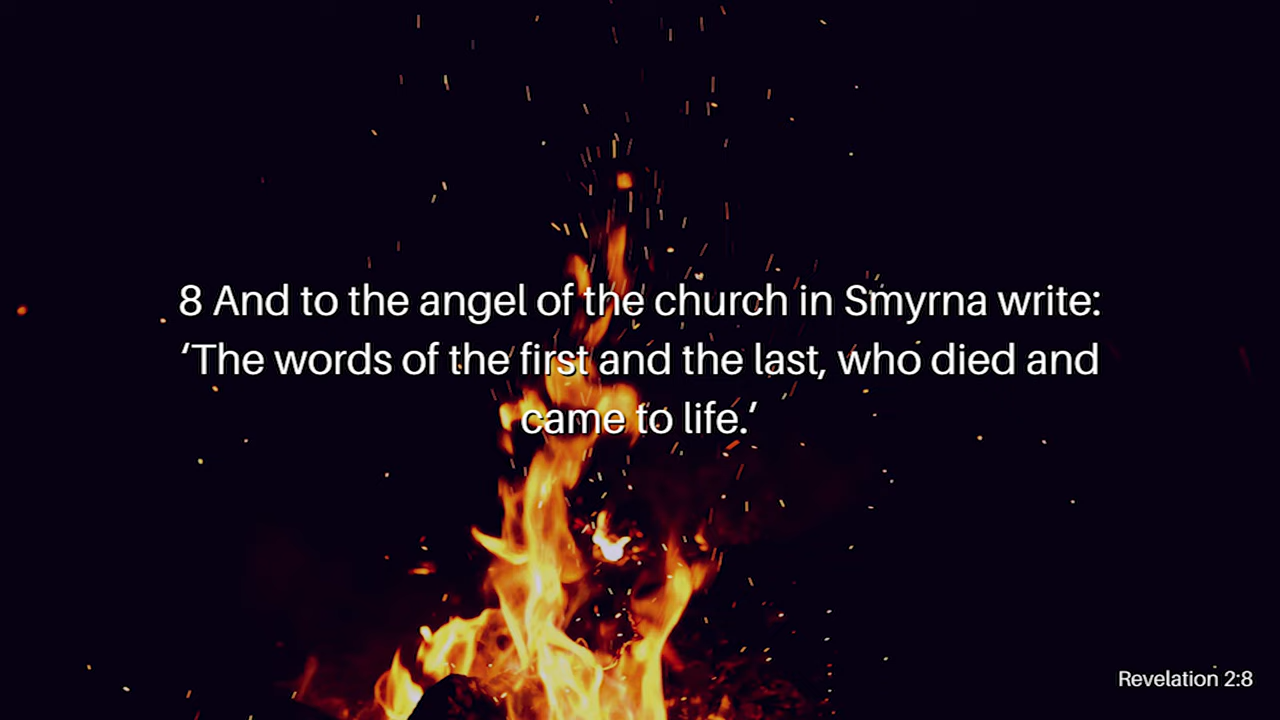 8 And to the angel of the church in Smyrna write:
‘The words of the first and the last, who died and
came to life.’
Revelation 2:8